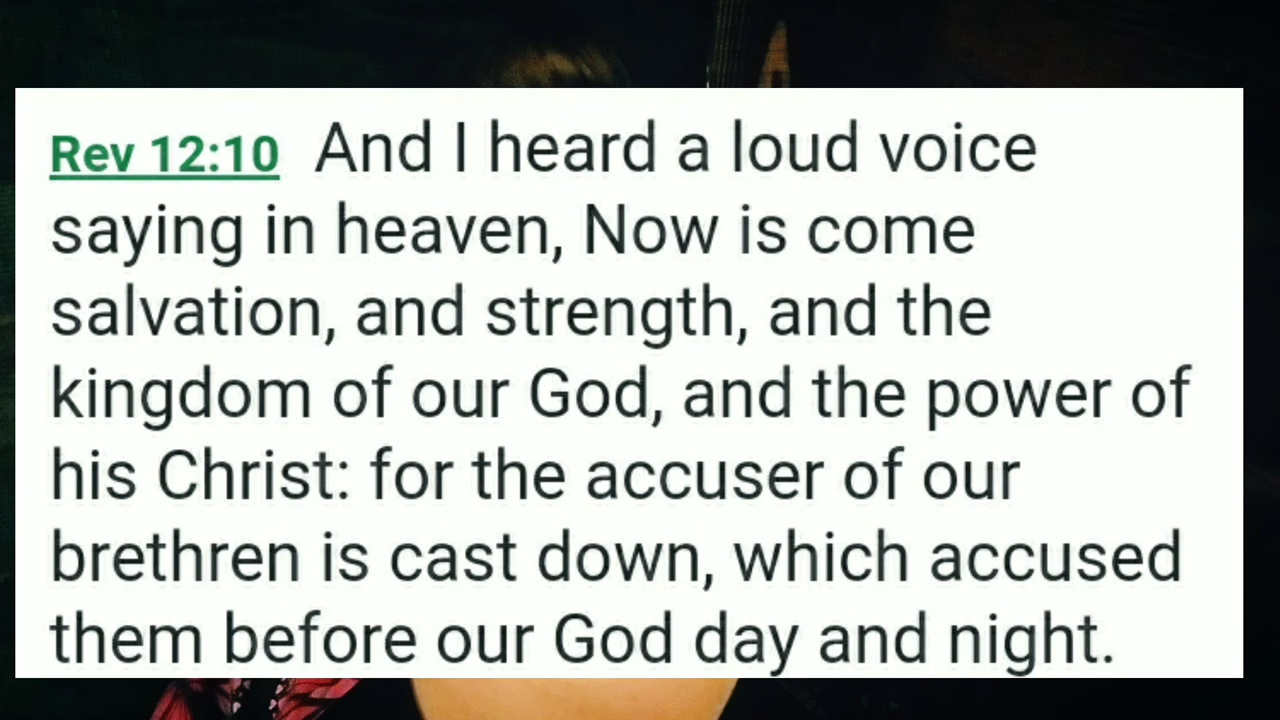 Rev 12:10 And I heard a loud voice
saying in heaven, Now is come
salvation, and strength, and the
kingdom of our God, and the power of
his Christ: for the accuser of our
brethren is cast down, which accused
them before our God day and night.